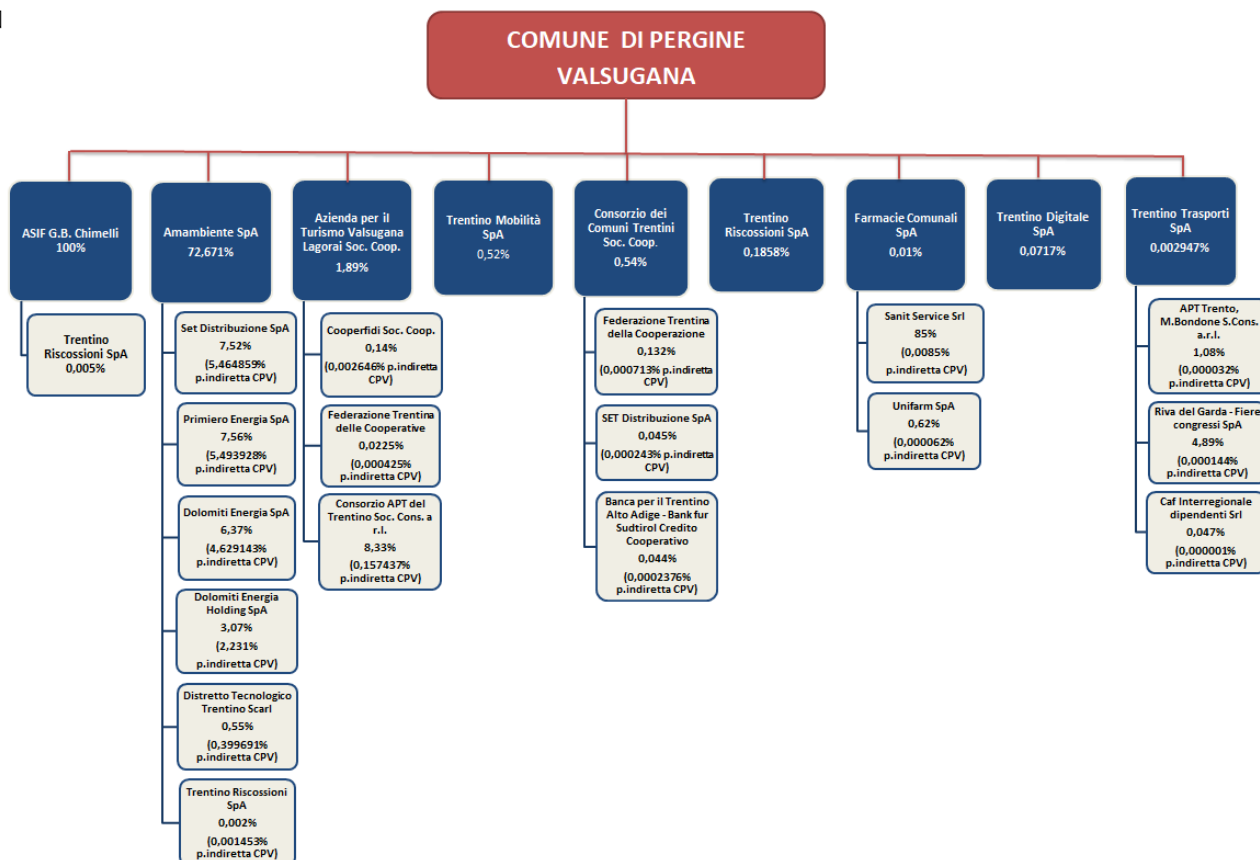 COMUNE DI PERGINE
VALSUGANA
ASIF G.B. Chimelli
100%
Trentino
Riscossioni SpA
0,005%
Amambiente SpA
72,671%
Set Distribuzione SpA
7,52%
(5,464859%
p.indiretta CPV)
Primiero Energia SpA
7,56%
(5,493928%
p.indiretta CPV)
Dolomiti Energia SpA
6,37%
(4,629143%
p.indiretta CPV)
Dolomiti Energia
Holding SpA
3,07%
(2,231%
p.indiretta CPV)
Distretto Tecnologico
Trentino Scarl
0,55%
(0,399691%
p.indiretta CPV)
Trentino Riscossioni
SpA
0,002%
(0,001453%
p.indiretta CPV)
Azienda per il
Turismo Valsugana
Lagorai Soc. Coop.
1,89%
Cooperfidi Soc. Coop.
0,14%
(0,002646% p.indiretta
CPV)
Federazione Trentina
delle Cooperative
0,0225%
(0,000425%
p.indiretta CPV)
Consorzio APT del
Trentino Soc. Cons. a
r.l.
8,33%
(0,157437%
p.indiretta CPV)
Trentino Mobilità
SpA
0,52%
Consorzio dei
Comuni Trentini
Soc. Coop.
0,54%
Federazione Trentina
della Cooperazione
0,132%
(0,000713% p.indiretta
CPV)
SET Distribuzione SpA
0,045%
(0,000243% p.indiretta
CPV)
Banca per il Trentino
Alto Adige - Bank fur
Sudtirol Credito
Cooperativo
0,044%
(0,0002376%
p.indiretta CPV)
Trentino
Riscossioni SpA
0,1858%
Farmacie Comunali
SpA
0,01%
Sanit Service Srl
85%
(0,0085%
p.indiretta CPV)
Unifarm SpA
0,62%
(0,000062%
p.indiretta CPV)
Trentino Digitale
SpA
0,0717%
Trentino Trasporti
SpA
0,002947%
APT Trento,
M.Bondone S.Cons.
a.r.l.
1,08%
(0,000032%
p.indiretta CPV)
Riva del Garda - Fiere
congressi SpA
4,89%
(0,000144%
p.indiretta CPV)
Caf Interregionale
dipendenti Srl
0,047%
(0,000001%
p.indiretta CPV)